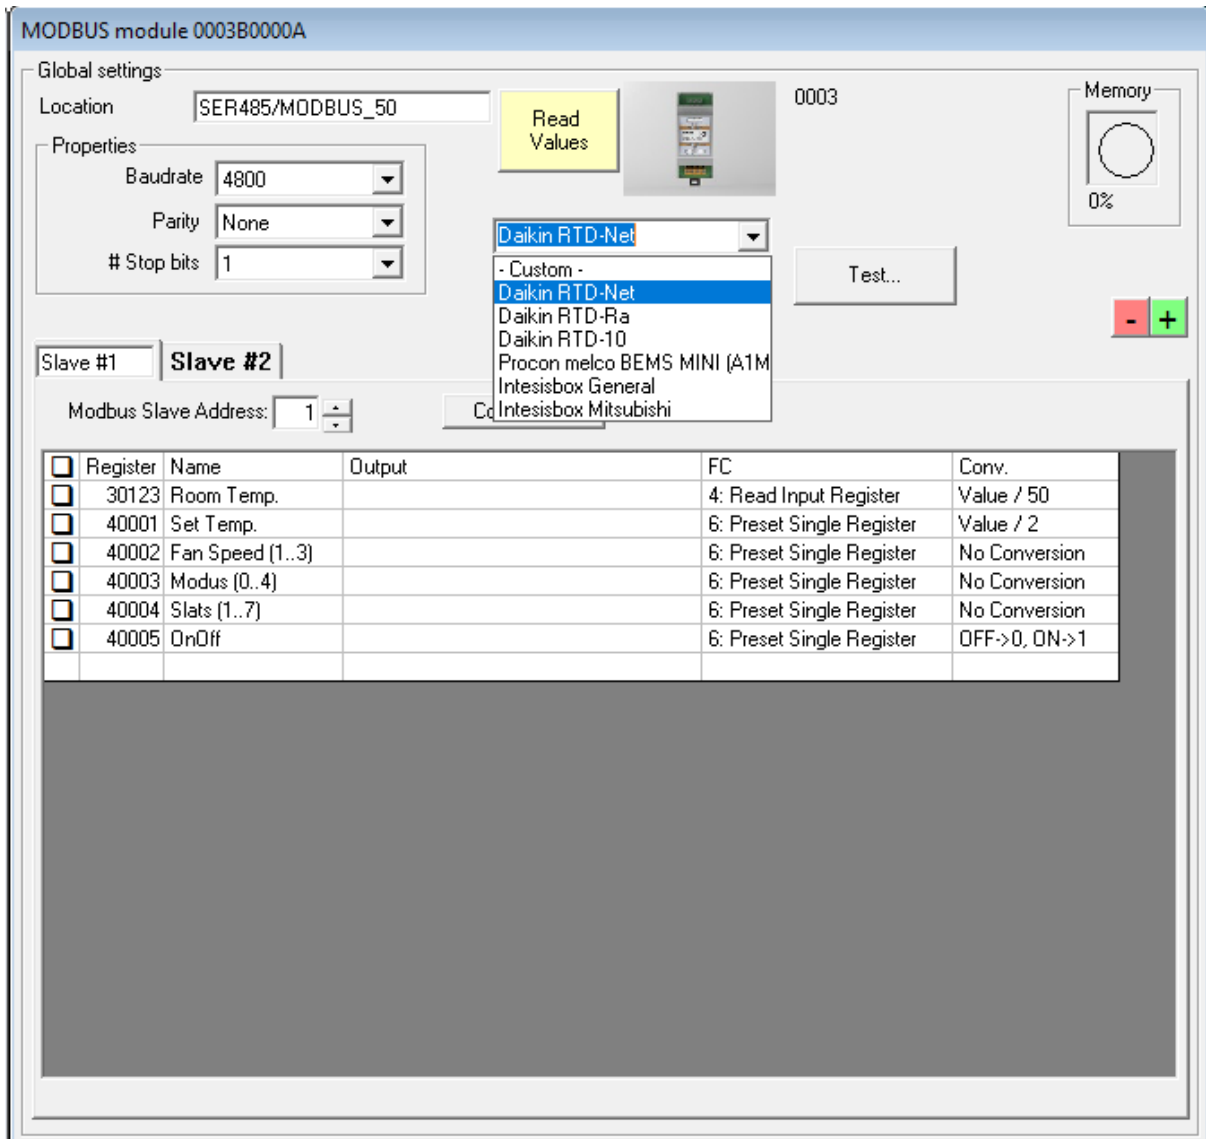 MODBUS module 0003B0000A
Global settings
Location SER485/MODBUS_50
Read
Values
0003
Memory
0%
Properties
Baudrate 4800
Parity None
# Stop bits 1
Daikin RTD-Net
- Custom -
Daikin RTD-Net
Daikin RTD-Ra
Daikin RTD-10
Procon melco BEMS MINI (A1M
Intesisbox General
Intesisbox Mitsubishi
Test...
- +
Slave #1 Slave #2
Modbus Slave Address: 1
Co
Register Name Output FC Conv.
30123 Room Temp. 4: Read Input Register Value / 50
40001 Set Temp. 6: Preset Single Register Value / 2
40002 Fan Speed (1..3) 6: Preset Single Register No Conversion
40003 Modus (0..4) 6: Preset Single Register No Conversion
40004 Slats (1..7) 6: Preset Single Register No Conversion
40005 OnOff 6: Preset Single Register OFF->0, ON->1